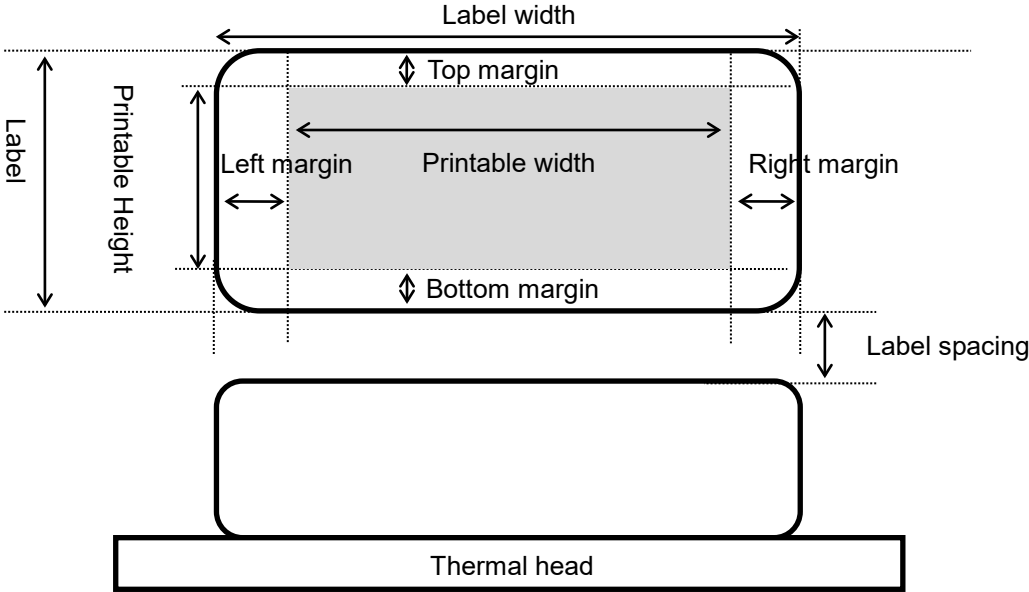 Label width
Top margin
Label
Printable Height
Left margin
Printable width
Right margin
Bottom margin
Label spacing
Thermal head